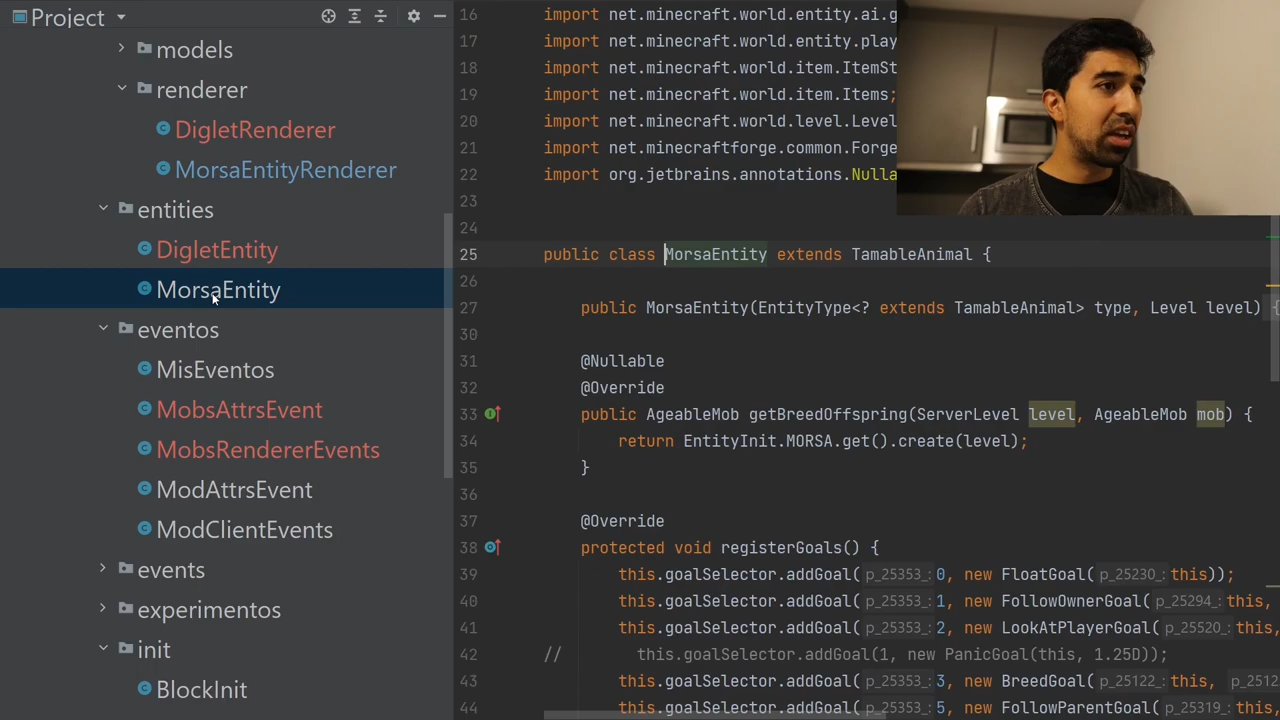 Project
models
renderer
DigletRenderer
MorsaEntityRenderer
entities
DigletEntity
MorsaEntity
eventos
MisEventos
MobsAttrsEvent
MobsRendererEvents
ModAttrsEvent
ModClientEvents
events
experimentos
init
BlockInit
16 import net.minecraft.world.entity.ai.g
17 import net.minecraft.world.entity.play
18 import net.minecraft.world.item.ItemSt
19 import net.minecraft.world.item.Items;
20 import net.minecraft.world.level.Level
21 import net.minecraftforge.common.Forge
22 import org.jetbrains.annotations.Nulla
23
24
25 public class MorsaEntity extends TamableAnimal {
26
27 public MorsaEntity(EntityType<? extends TamableAnimal> type, Level level) {
30
31 @Nullable
32 @Override
33 public AgeableMob getBreedOffspring(ServerLevel level, AgeableMob mob) {
34 return EntityInit.MORSA.get().create(level);
35 }
36
37 @Override
38 protected void registerGoals() {
39 this.goalSelector.addGoal( p_25353_: 0, new FloatGoal( p_25230_: this));
40 this.goalSelector.addGoal( p_25353_: 1, new FollowOwnerGoal( p_25294_: this,
41 this.goalSelector.addGoal( p_25353_: 2, new LookAtPlayerGoal( p_25520_: this,
42 // this.goalSelector.addGoal(1, new PanicGoal(this, 1.25D));
43 this.goalSelector.addGoal( p_25353_: 3, new BreedGoal( p_25122_: this, p_2512
44 this.goalSelector.addGoal( p_25353_: 5, new FollowParentGoal( p_25319_: this,